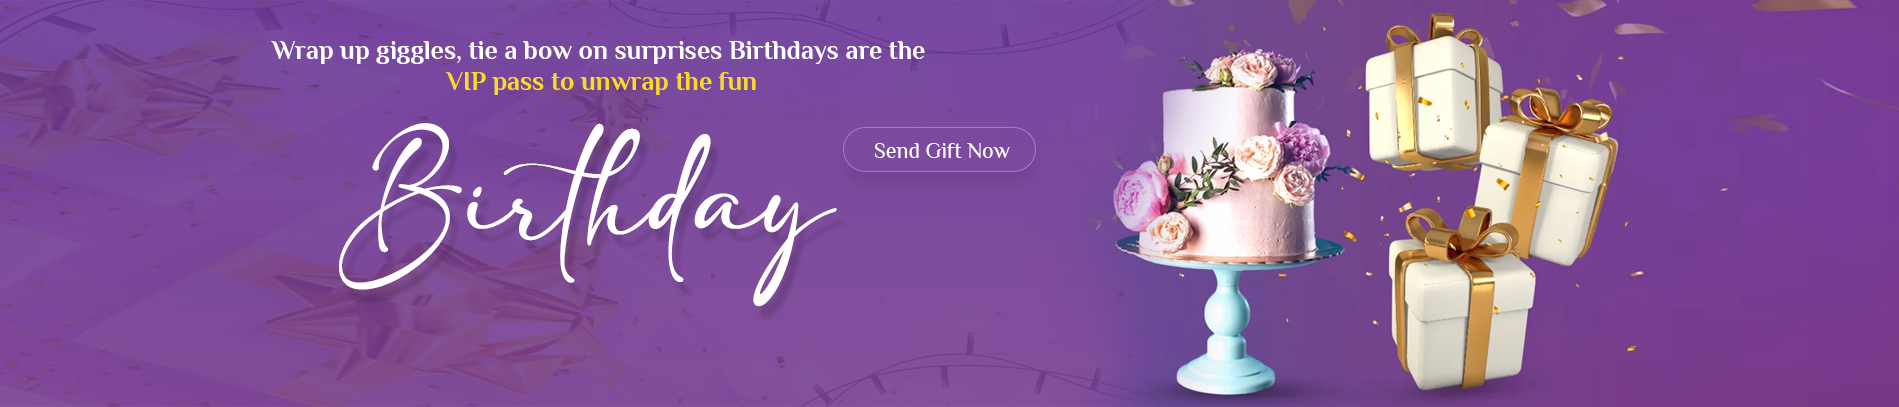 Wrap up giggles, tie a bow on surprises Birthdays are the
VIP pass to unwrap the fun
Birthday
Send Gift Now